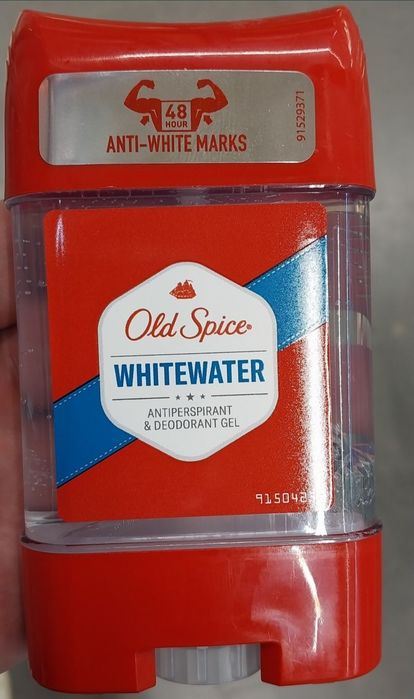 48
HOUR
ANTI-WHITE MARKS
91529371
Old Spice®
WHITEWATER
ANTIPERSPIRANT
& DEODORANT GEL